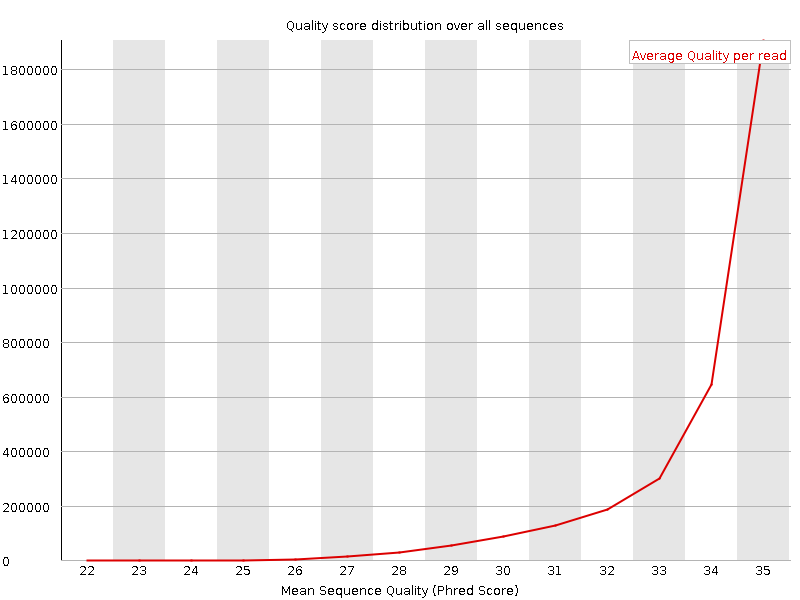 Quality score distribution over all sequences
Average Quality per read
1800000
1600000
1400000
1200000
1000000
800000
600000
400000
200000
0
22 23 24 25 26 27 28 29 30 31 32 33 34 35
Mean Sequence Quality (Phred Score)